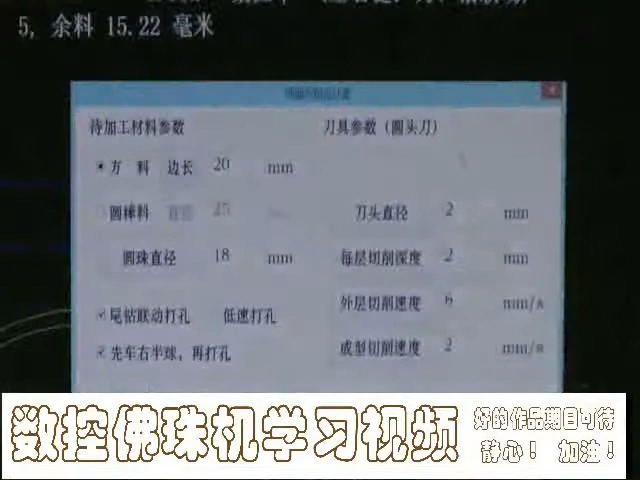 5, 余料 15.22 毫米
待加工材料参数
刀具参数（圆头刀）
方 料 边长 20 mm
圆棒料 直径 25
刀头直径 2 mm
圆珠直径 18 mm
每层切削深度 2 mm
外层切削速度 6 mm/s
尾钻联动打孔 低速打孔
成型切削速度 2 mm/s
先车右半球，再打孔
数控佛珠机学习视频
好的作品期目可待
静心！ 加油！